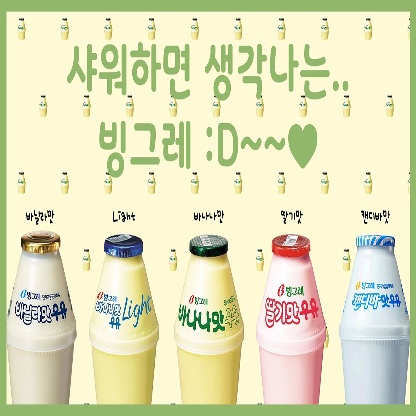 샤워하면 생각나는..
빙그레 :D~~♥
바닐라맛
Light
바나나맛
딸기맛
캔디바맛
빙그레
바닐라맛우유
빙그레
바나나맛
우유 Light
빙그레
바나나맛
빙그레
딸기맛우유
빙그레
캔디바맛우유